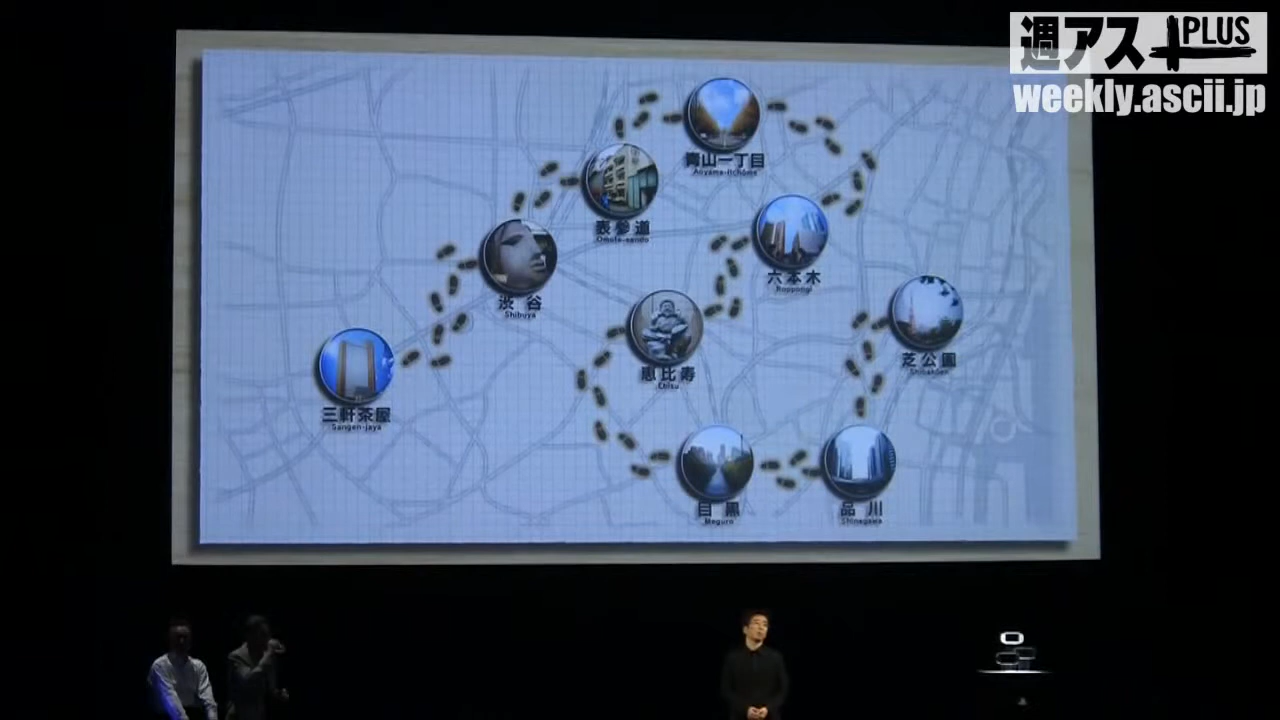 週アス+PLUS
weekly.ascii.jp
青山一丁目
Aoyama-itchome
表参道
Omote-sando
六本木
Roppongi
渋谷
Shibuya
芝公園
Shibakoen
恵比寿
Ebisu
三軒茶屋
Sangen-jaya
目黒
Meguro
品川
Shinagawa